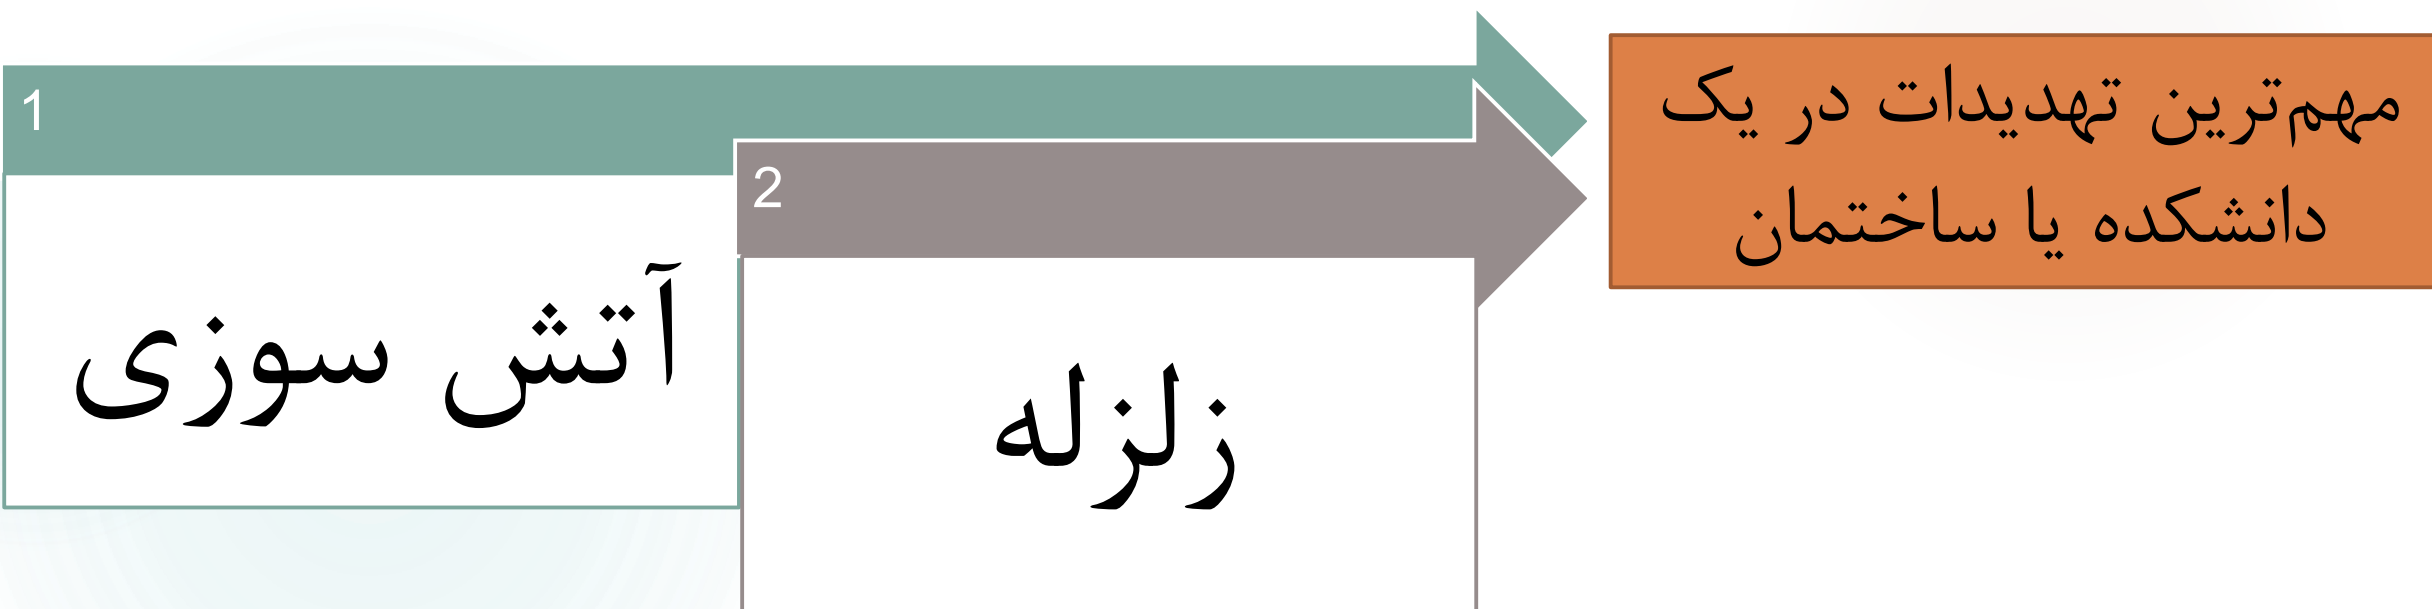 مهم‌ترین تهدیدات در یک
دانشکده یا ساختمان
1
آتش سوزی
2
زلزله